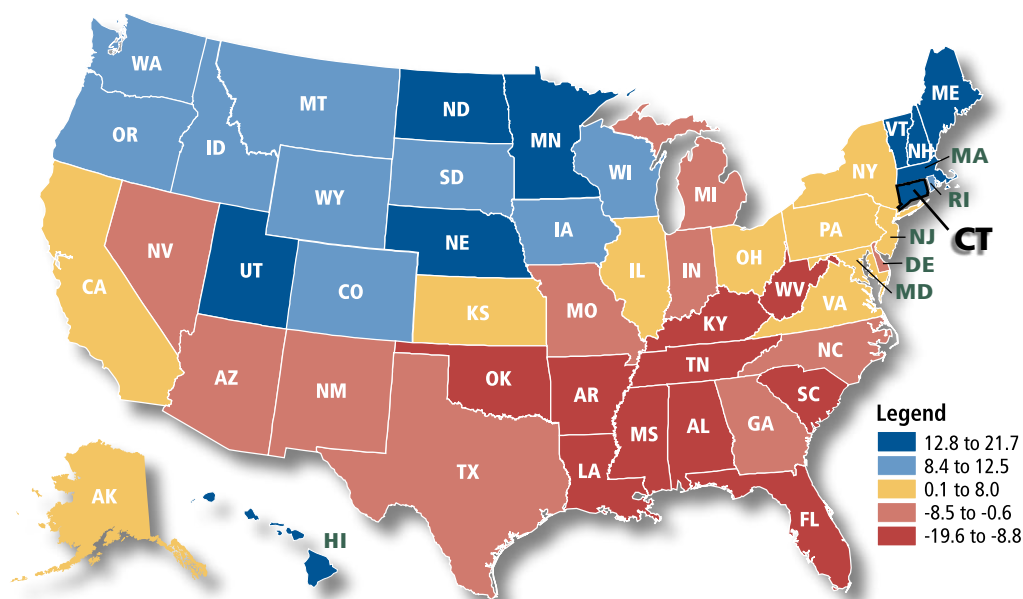 WA
MT
ND
MN
ME
VT
NH
OR
ID
SD
WI
MI
NY
MA
RI
WY
IA
NE
PA
NJ
CT
NV
UT
CO
IL
IN
OH
DE
MD
CA
KS
MO
WV
VA
KY
NC
AZ
NM
OK
TN
AR
SC
MS
AL
GA
TX
LA
FL
AK
HI
Legend
12.8 to 21.7
8.4 to 12.5
0.1 to 8.0
-8.5 to -0.6
-19.6 to -8.8